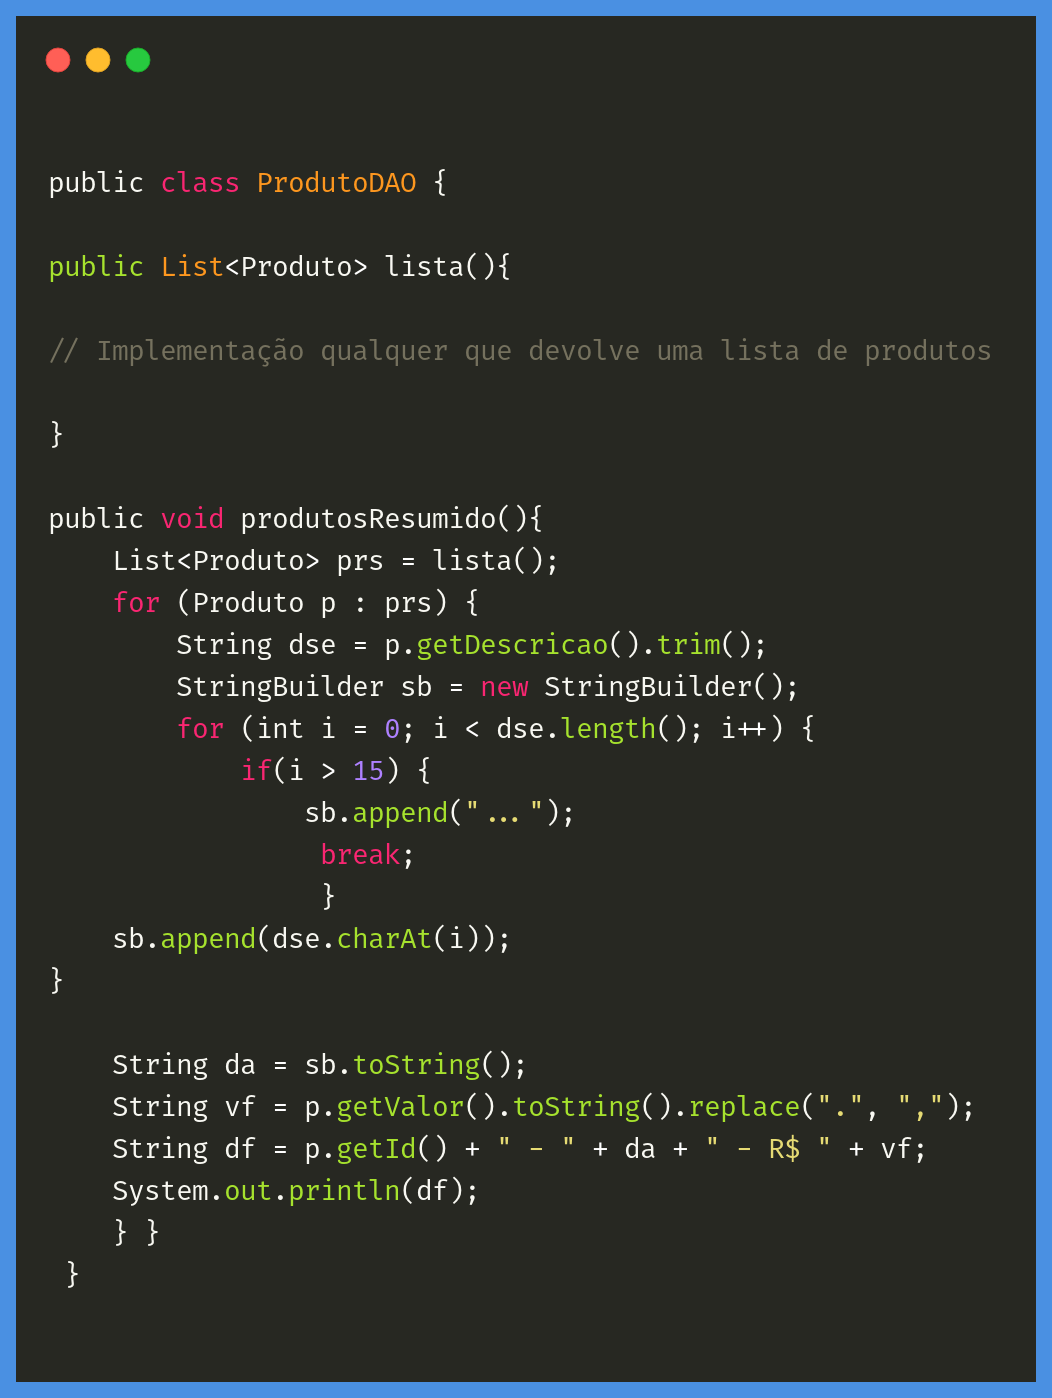 public class ProdutoDAO {
public List<Produto> lista(){
// Implementação qualquer que devolve uma lista de produtos
}
public void produtosResumido(){
List<Produto> prs = lista();
for (Produto p : prs) {
String dse = p.getDescricao().trim();
StringBuilder sb = new StringBuilder();
for (int i = 0; i < dse.length(); i++) {
if(i > 15) {
sb.append("...");
break;
}
sb.append(dse.charAt(i));
}
String da = sb.toString();
String vf = p.getValor().toString().replace(".", ",");
String df = p.getId() + " - " + da + " - R$ " + vf;
System.out.println(df);
} }
}